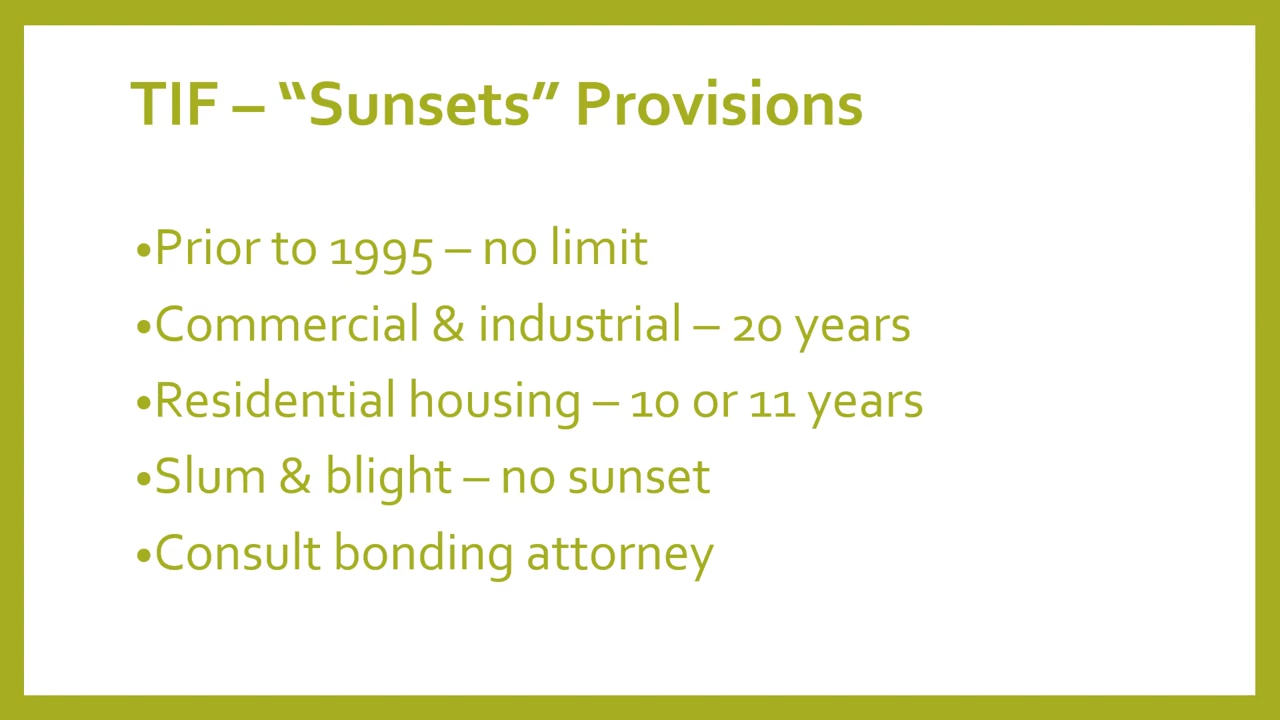 TIF – “Sunsets” Provisions
•Prior to 1995 – no limit
•Commercial & industrial – 20 years
•Residential housing – 10 or 11 years
•Slum & blight – no sunset
•Consult bonding attorney